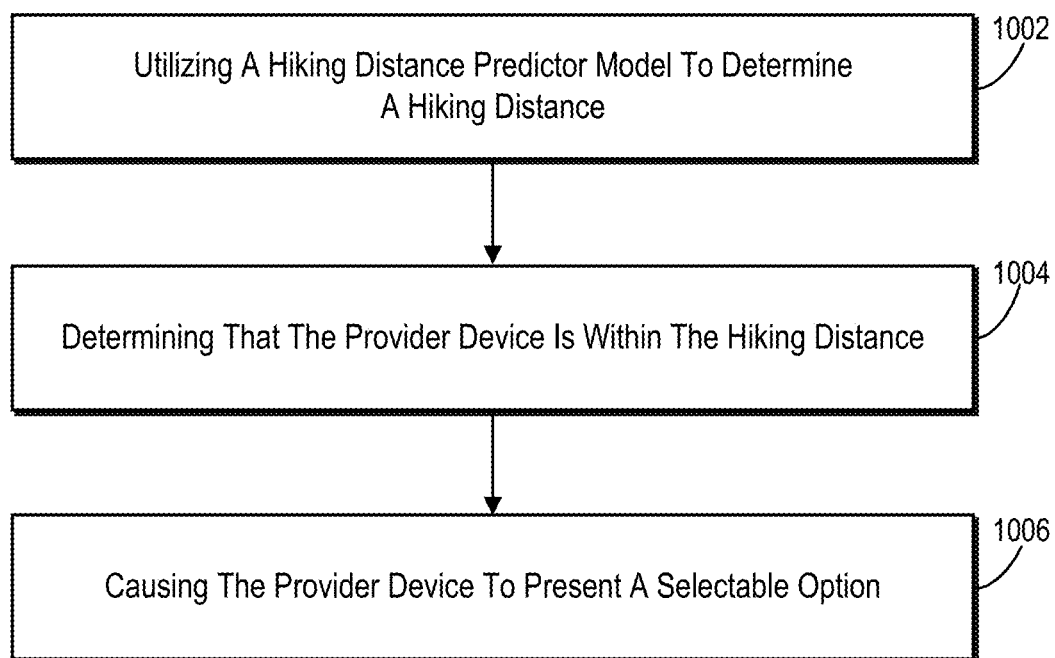 1002
Utilizing A Hiking Distance Predictor Model To Determine
A Hiking Distance
1004
Determining That The Provider Device Is Within The Hiking Distance
1006
Causing The Provider Device To Present A Selectable Option